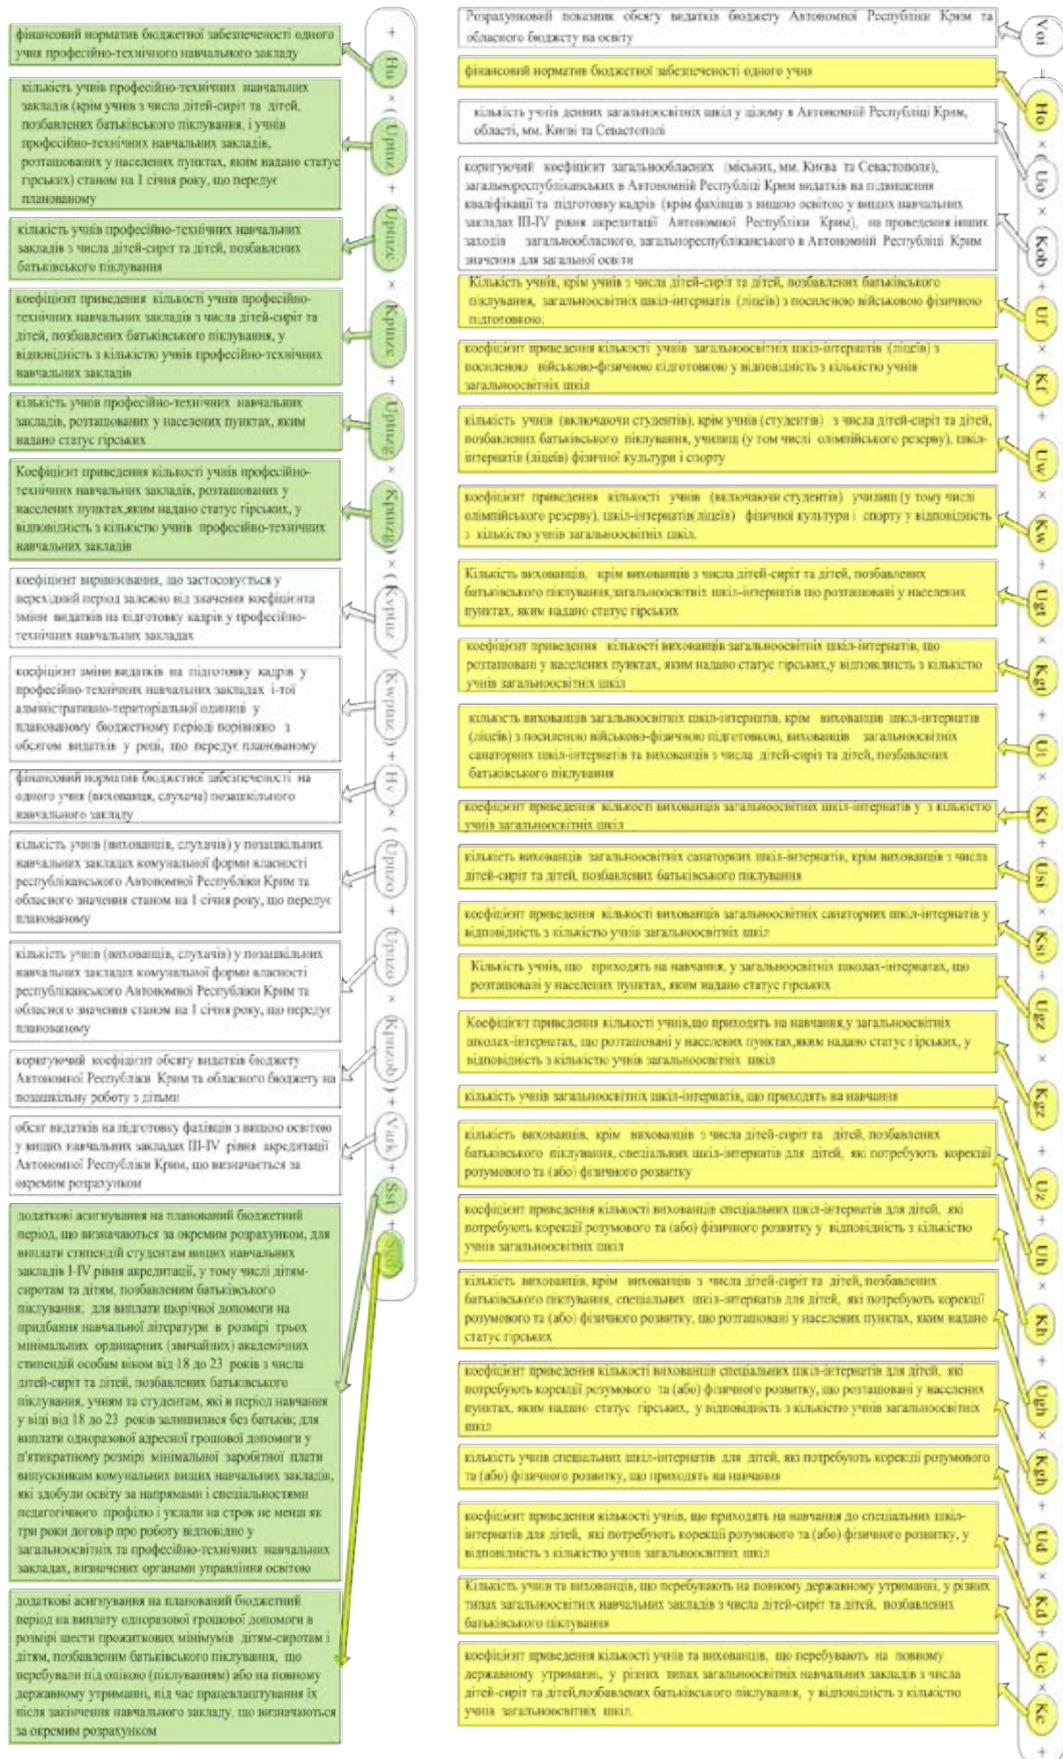 Розрахунковий показник обсягу видатків бюджету Автономної Республіки Крим та
обласного бюджету на освіту
Voi
=
фінансовий норматив бюджетної забезпеченості одного учня
Ho
× (
кількість учнів денних загальноосвітніх шкіл у цілому в Автономній Республіці Крим,
області, мм. Києві та Севастополі
Uo
×
коригуючий коефіцієнт загальнообласних (міських, мм. Києва та Севастополя),
загальнореспубліканських в Автономній Республіці Крим видатків на підвищення
кваліфікації та підготовку кадрів (крім фахівців з вищою освітою у вищих навчальних
закладах III-IV рівня акредитації Автономної Республіки Крим), на проведення інших
заходів загальнообласного, загальнореспубліканського в Автономній Республіці Крим
значення для загальної освіти
Kob
+
Кількість учнів, крім учнів з числа дітей-сиріт та дітей, позбавлених батьківського
піклування, загальноосвітніх шкіл-інтернатів (ліцеїв) з посиленою військовою фізичною
підготовкою;
Uf
×
коефіцієнт приведення кількості учнів загальноосвітніх шкіл-інтернатів (ліцеїв) з
посиленою військово-фізичною підготовкою у відповідність з кількістю учнів
загальноосвітніх шкіл
Kf
+
кількість учнів (включаючи студентів), крім учнів (студентів) з числа дітей-сиріт та дітей,
позбавлених батьківського піклування, училищ (у том числі олімпійського резерву), шкіл-
інтернатів (ліцеїв) фізичної культури і спорту
Uw
×
коефіцієнт приведення кількості учнів (включаючи студентів) училищ (у тому числі
олімпійського резерву), шкіл-інтернатів(ліцеїв) фізичної культури і спорту у відповідність
з кількістю учнів загальноосвітніх шкіл.
Kw
+
Кількість вихованців, крім вихованців з числа дітей-сиріт та дітей, позбавлених
батьківського піклування,загальноосвітніх шкіл-інтернатів що розташовані у населених
пунктах, яким надано статус гірських
Ugt
×
коефіцієнт приведення кількості вихованців загальноосвітніх шкіл-інтернатів, що
розташовані у населених пунктах, яким надано статус гірських,у відповідність з кількістю
учнів загальноосвітніх шкіл
Kgt
+
кількість вихованців загальноосвітніх шкіл-інтернатів, крім вихованців шкіл-інтернатів
(ліцеїв) з посиленою військово-фізичною підготовкою, вихованців загальноосвітніх
санаторних шкіл-інтернатів та вихованців з числа дітей-сиріт та дітей, позбавлених
батьківського піклування
Ut
×
коефіцієнт приведення кількості вихованців загальноосвітніх шкіл-інтернатів у з кількістю
учнів загальноосвітніх шкіл
Kt
+
кількість вихованців загальноосвітніх санаторних шкіл-інтернатів, крім вихованців з числа
дітей-сиріт та дітей, позбавлених батьківського піклування
Usi
×
коефіцієнт приведення кількості вихованців загальноосвітніх санаторних шкіл-інтернатів у
відповідність з кількістю учнів загальноосвітніх шкіл
Ksi
+
Кількість учнів, що приходять на навчання, у загальноосвітніх школах-інтернатах, що
розташовані у населених пунктах, яким надано статус гірських
Ugz
×
Коефіцієнт приведення кількості учнів,що приходять на навчання,у загальноосвітніх
школах-інтернатах, що розташовані у населених пунктах,яким надано статус гірських, у
відповідність з кількістю учнів загальноосвітніх шкіл
Kgz
+
кількість учнів загальноосвітніх шкіл-інтернатів, що приходять на навчання
Uz
+
кількість вихованців, крім вихованців з числа дітей-сиріт та дітей, позбавлених
батьківського піклування, спеціальних шкіл-інтернатів для дітей, які потребують корекції
розумового та (або) фізичного розвитку
Uh
×
коефіцієнт приведення кількості вихованців спеціальних шкіл-інтернатів для дітей, які
потребують корекції розумового та (або) фізичного розвитку у відповідність з кількістю
учнів загальноосвітніх шкіл
Kh
+
кількість вихованців, крім вихованців з числа дітей-сиріт та дітей, позбавлених
батьківського піклування, спеціальних шкіл-інтернатів для дітей, які потребують корекції
розумового та (або) фізичного розвитку, що розташовані у населених пунктах, яким надано
статус гірських
Ugh
×
коефіцієнт приведення кількості вихованців спеціальних шкіл-інтернатів для дітей, які
потребують корекції розумового та (або) фізичного розвитку, що розташовані у населених
пунктах, яким надано статус гірських, у відповідність з кількістю учнів загальноосвітніх
шкіл
Kgh
+
кількість учнів спеціальних шкіл-інтернатів для дітей, які потребують корекції розумового
та (або) фізичного розвитку, що приходять на навчання
Ud
×
коефіцієнт приведення кількості учнів, що приходять на навчання до спеціальних шкіл-
інтернатів для дітей, які потребують корекції розумового та (або) фізичного розвитку, у
відповідність з кількістю учнів загальноосвітніх шкіл
Kd
+
Кількість учнів та вихованців, що перебувають на повному державному утриманні, у різних
типах загальноосвітніх навчальних закладів з числа дітей-сиріт та дітей, позбавлених
батьківського піклування
Uc
×
коефіцієнт приведення кількості учнів та вихованців, що перебувають на повному
державному утриманні, у різних типах загальноосвітніх навчальних закладів з числа
дітей-сиріт та дітей,позбавлених батьківського піклування, у відповідність з кількістю
учнів загальноосвітніх шкіл.
Kc
+
+
фінансовий норматив бюджетної забезпеченості одного
учня професійно-технічного навчального закладу
Hu
× (
кількість учнів професійно-технічних навчальних
закладів (крім учнів з числа дітей-сиріт та дітей,
позбавлених батьківського піклування, і учнів
професійно-технічних навчальних закладів,
розташованих у населених пунктах, яким надано статус
гірських) станом на 1 січня року, що передує
планованому
Uptnz
+
кількість учнів професійно-технічних навчальних
закладів з числа дітей-сиріт та дітей, позбавлених
батьківського піклування
Uptnzc
×
коефіцієнт приведення кількості учнів професійно-
технічних навчальних закладів з числа дітей-сиріт та
дітей, позбавлених батьківського піклування, у
відповідність з кількістю учнів професійно-технічних
навчальних закладів
Kptnzc
+
кількість учнів професійно-технічних навчальних
закладів, розташованих у населених пунктах, яким
надано статус гірських
Uptnzg
×
Коефіцієнт приведення кількості учнів професійно-
технічних навчальних закладів, розташованих у
населених пунктах,яким надано статус гірських, у
відповідність з кількістю учнів професійно-технічних
навчальних закладів
Kptnzg
) × (
коефіцієнт вирівнювання, що застосовується у
перехідний період залежно від значення коефіцієнта
зміни видатків на підготовку кадрів у професійно-
технічних навчальних закладах
Kvptnz
/
коефіцієнт зміни видатків на підготовку кадрів у
професійно-технічних навчальних закладах і-тої
адміністративно-територіальної одиниці у
планованому бюджетному періоді порівняно з
обсягом видатків у році, що передує планованому
Kwptnz
) +
фінансовий норматив бюджетної забезпеченості на
одного учня (вихованця, слухача) позашкільного
навчального закладу
Hv
× (
кількість учнів (вихованців, слухачів) у позашкільних
навчальних закладах комунальної форми власності
республіканського Автономної Республіки Крим та
обласного значення станом на 1 січня року, що передує
планованому
Upnzo
+
кількість учнів (вихованців, слухачів) у позашкільних
навчальних закладах комунальної форми власності
республіканського Автономної Республіки Крим та
обласного значення станом на 1 січня року, що передує
планованому
Upnzo
×
коригуючий коефіцієнт обсягу видатків бюджету
Автономної Республіки Крим та обласного бюджету на
позашкільну роботу з дітьми
Kpnzob
) +
обсяг видатків на підготовку фахівців з вищою освітою
у вищих навчальних закладах III-IV рівня акредитації
Автономної Республіки Крим, що визначається за
окремим розрахунком
+
Sst
+
додаткові асигнування на планований бюджетний
період, що визначаються за окремим розрахунком, для
виплати стипендій студентам вищих навчальних
закладів I-IV рівня акредитації, у тому числі дітям-
сиротам та дітям, позбавленим батьківського
піклування; для виплати щорічної допомоги на
придбання навчальної літератури в розмірі трьох
мінімальних ординарних (звичайних) академічних
стипендій особам віком від 18 до 23 років з числа
дітей-сиріт та дітей, позбавлених батьківського
піклування, учням та студентам, які в період навчання
у віці від 18 до 23 років залишилися без батьків; для
виплати одноразової адресної грошової допомоги у
п'ятикратному розмірі мінімальної заробітної плати
випускникам комунальних вищих навчальних закладів,
які здобули освіту за напрямами і спеціальностями
педагогічного профілю і уклали на строк не менш як
три роки договір про роботу відповідно у
загальноосвітніх та професійно-технічних навчальних
закладах, визначених органами управління освітою
додаткові асигнування на планований бюджетний
період на виплату одноразової грошової допомоги в
розмірі шести прожиткових мінімумів дітям-сиротам і
дітям, позбавленим батьківського піклування, що
перебували під опікою (піклуванням) або на повному
державному утриманні, під час працевлаштування їх
після закінчення навчального закладу, що визначаються
за окремим розрахунком